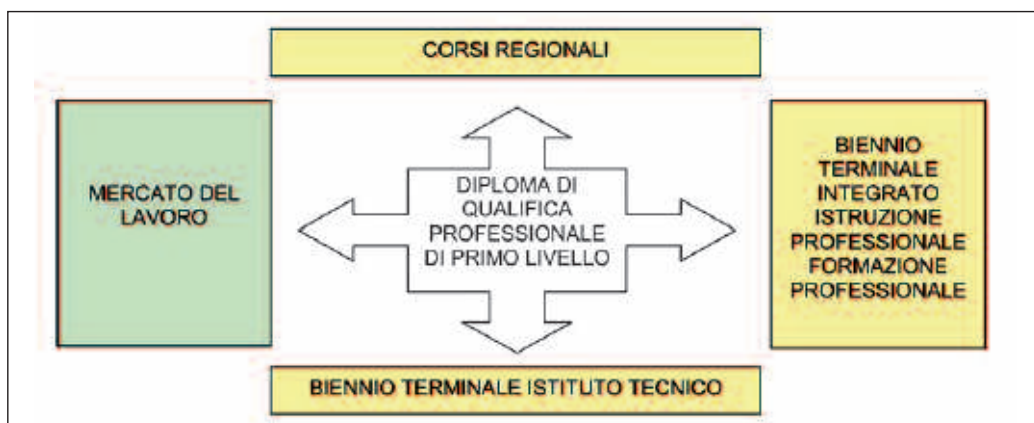 CORSI REGIONALI
MERCATO DEL
LAVORO
DIPLOMA DI
QUALIFICA
PROFESSIONALE
DI PRIMO LIVELLO
BIENNIO
TERMINALE
INTEGRATO
ISTRUZIONE
PROFESSIONALE
FORMAZIONE
PROFESSIONALE
BIENNIO TERMINALE ISTITUTO TECNICO